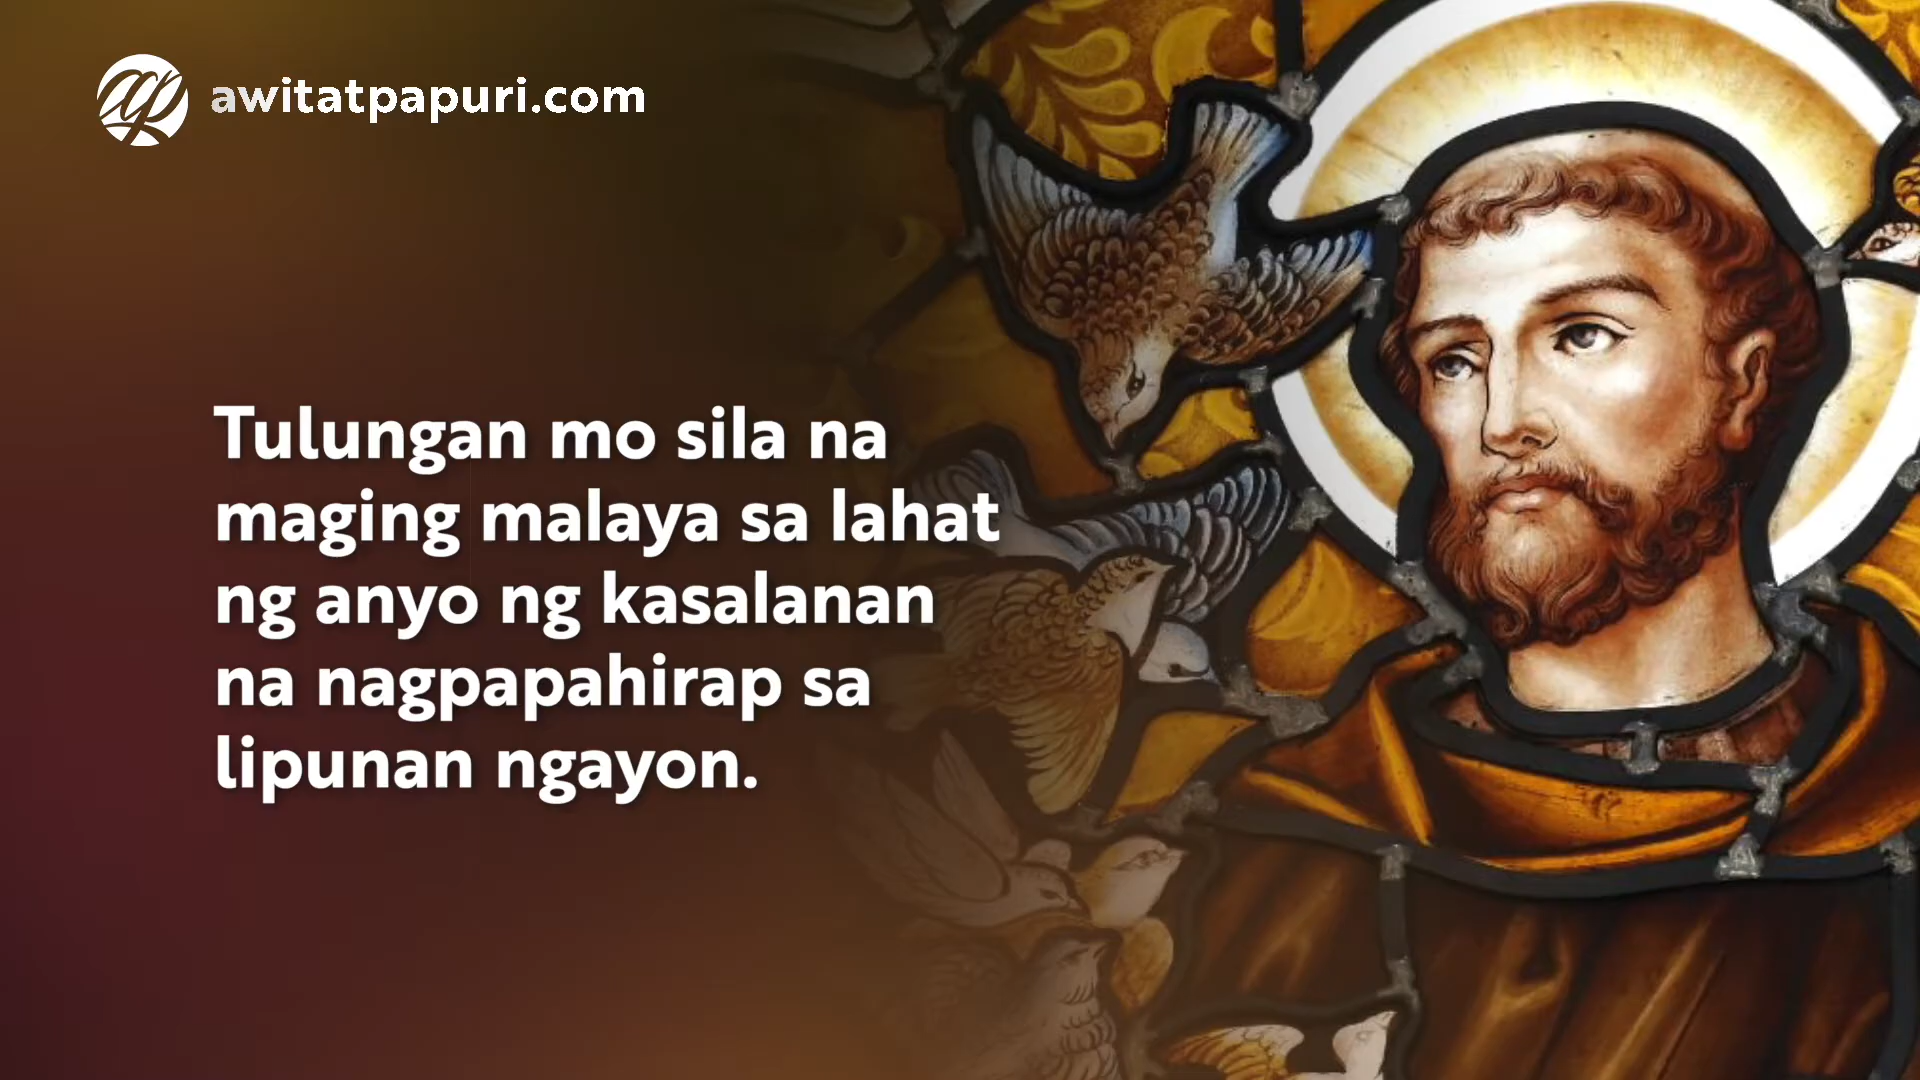 awitatpapuri.com
Tulungan mo sila na
maging malaya sa lahat
ng anyo ng kasalanan
na nagpapahirap sa
lipunan ngayon.